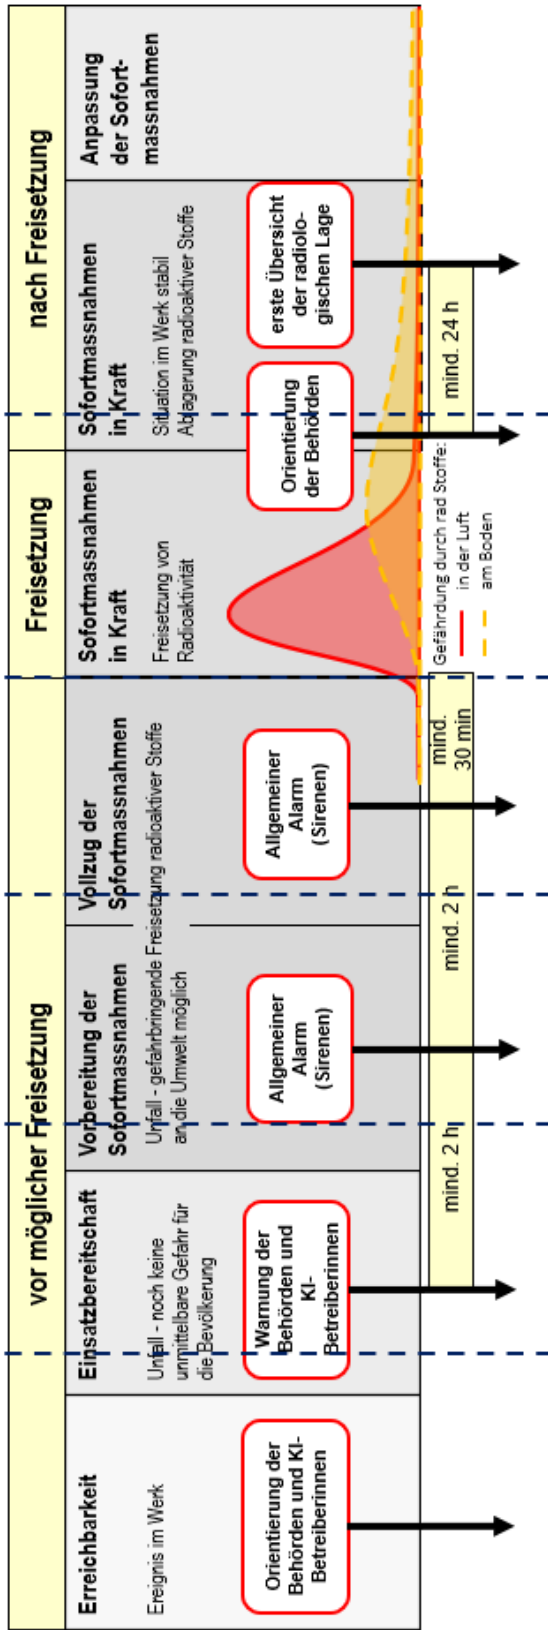 vor möglicher Freisetzung
Freisetzung
nach Freisetzung
Erreichbarkeit
Ereignis im Werk
Orientierung der
Behörden und KI-
Betreiberinnen
Einsatzbereitschaft
Unfall - noch keine
unmittelbare Gefahr für
die Bevölkerung
Warnung der
Behörden und
KI-
Betreiberinnen
Vorbereitung der
Sofortmassnahmen
Unfall - gefahrbringende Freisetzung radioaktiver Stoffe
an die Umwelt möglich
Allgemeiner
Alarm
(Sirenen)
Vollzug der
Sofortmassnahmen
Allgemeiner
Alarm
(Sirenen)
Sofortmassnahmen
in Kraft
Freisetzung von
Radioaktivität
Orientierung
der Behörden
Sofortmassnahmen
in Kraft
Situation im Werk stabil
Ablagerung radioaktiver Stoffe
erste Übersicht
der radiolo-
gischen Lage
Anpassung
der Sofort-
massnahmen
mind. 2 h
mind. 2 h
mind.
30 min
Gefährdung durch rad Stoffe:
in der Luft
am Boden
mind. 24 h